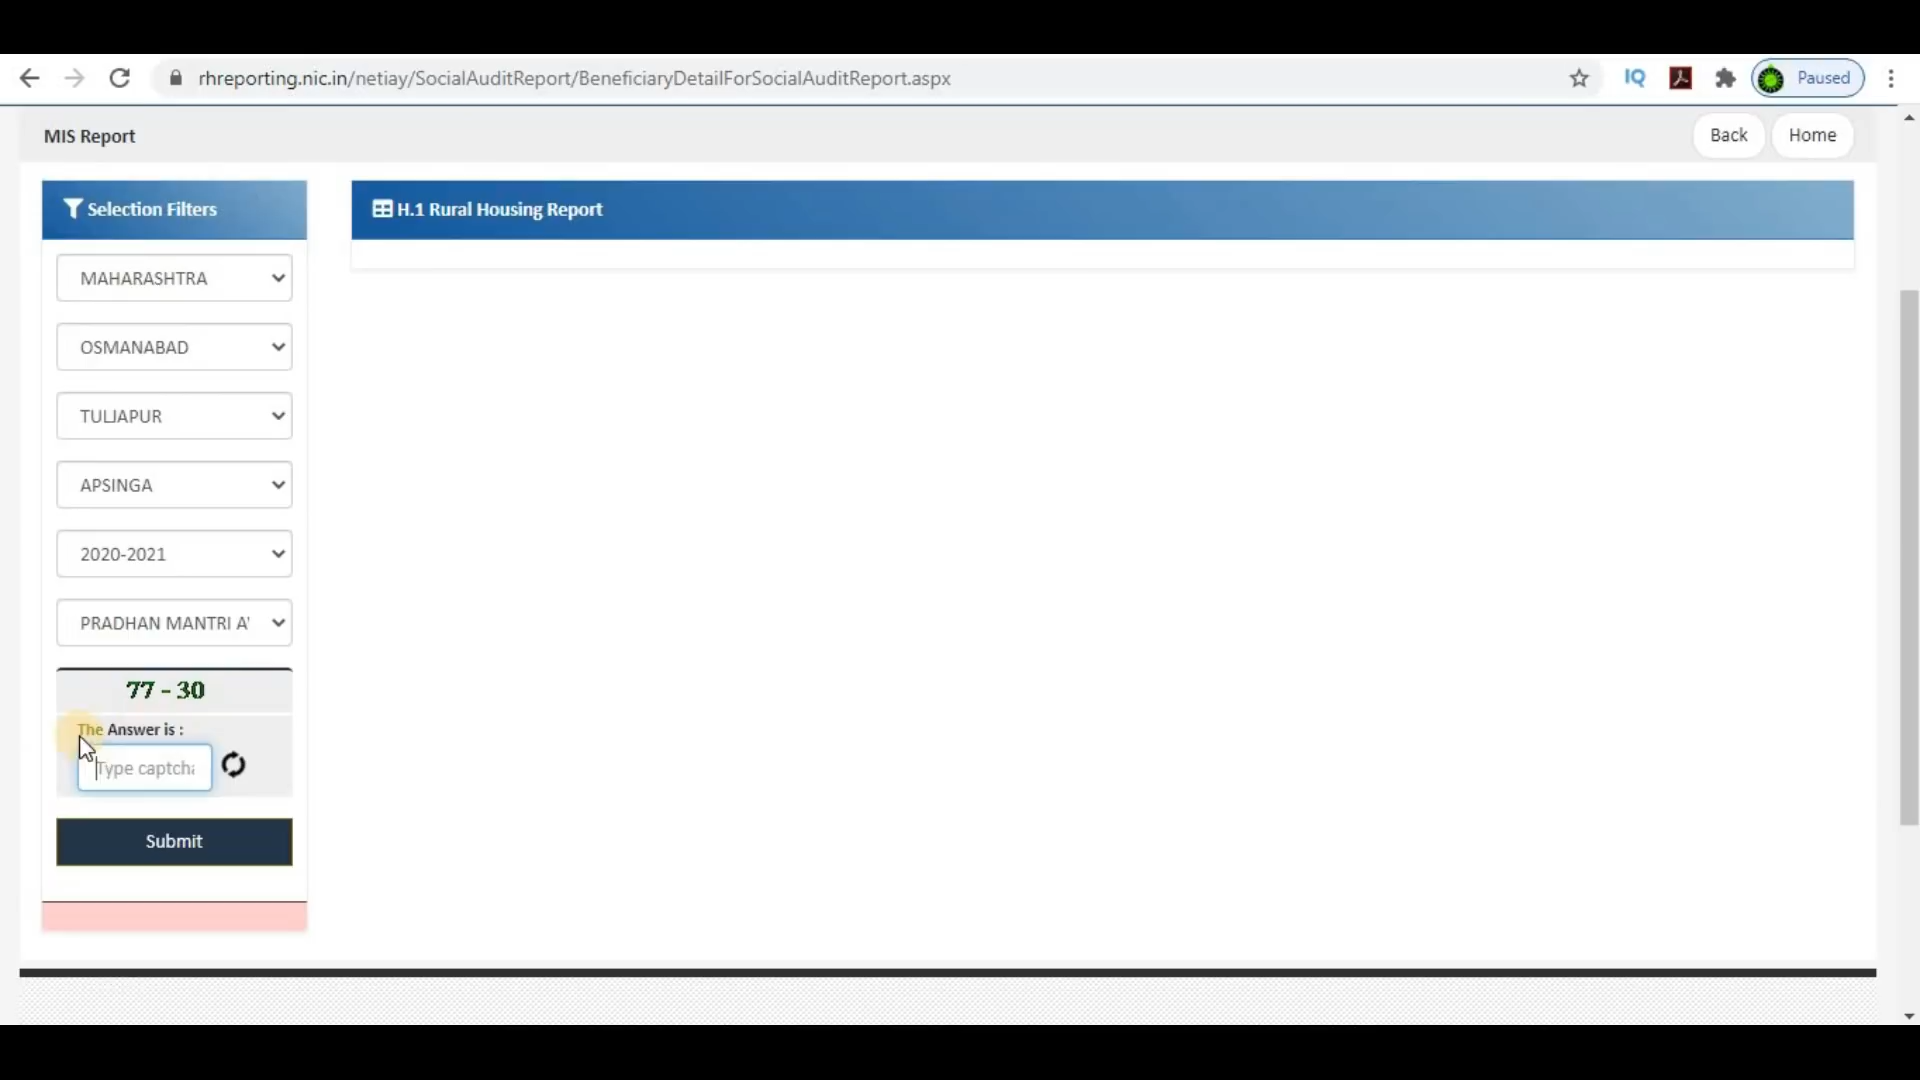 rhreporting.nic.in/netiay/SocialAuditReport/BeneficiaryDetailForSocialAuditReport.aspx
IQ
Paused
MIS Report
Back
Home
Selection Filters
H.1 Rural Housing Report
MAHARASHTRA
OSMANABAD
TULJAPUR
APSINGA
2020-2021
PRADHAN MANTRI A
77 - 30
The Answer is :
Type captcha
Submit